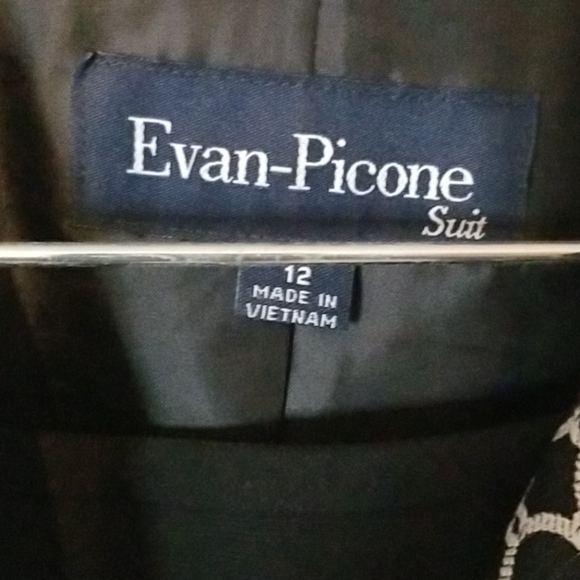 Evan-Picone
Suit
12
MADE IN
VIETNAM